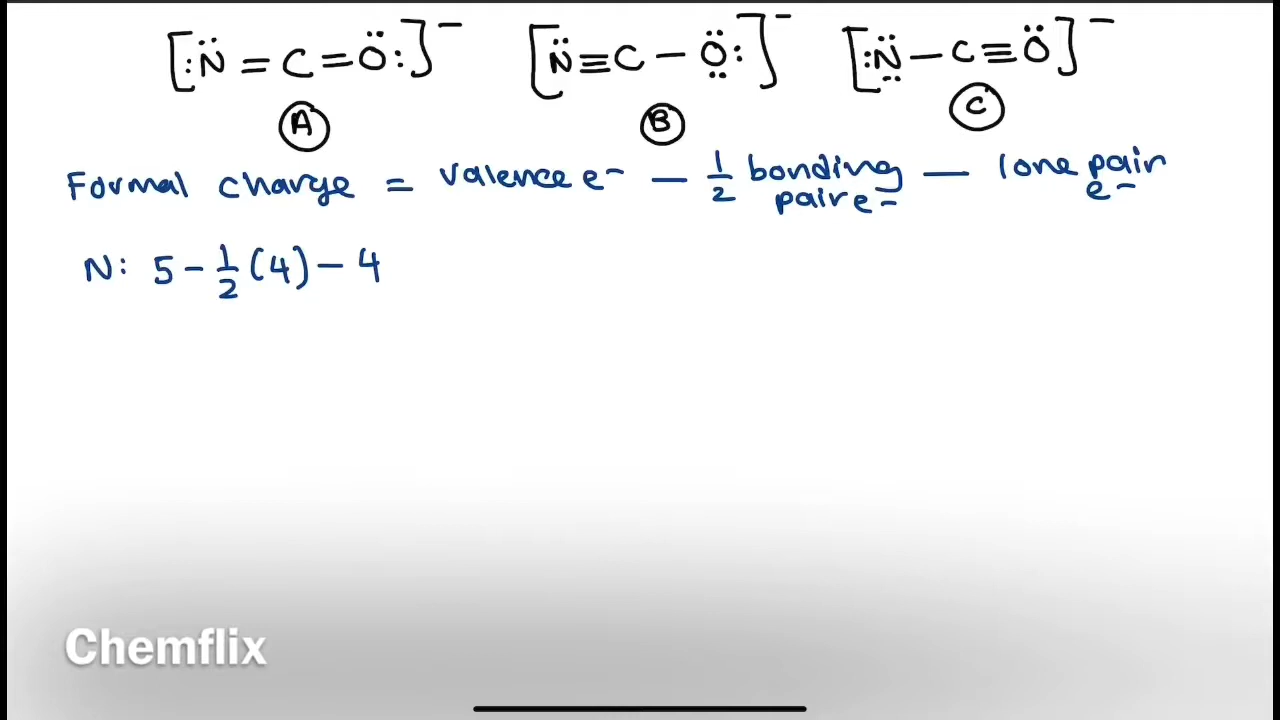 [:N̈=C=Ö:]⁻ [N̈≡C-Ö̤:]⁻ [:N̤̈-C≡Ö]⁻
A B C
Formal charge = valence e⁻ - 1/2 bonding pair e⁻ - lone pair e⁻
N: 5 - 1/2 (4) - 4
Chemflix